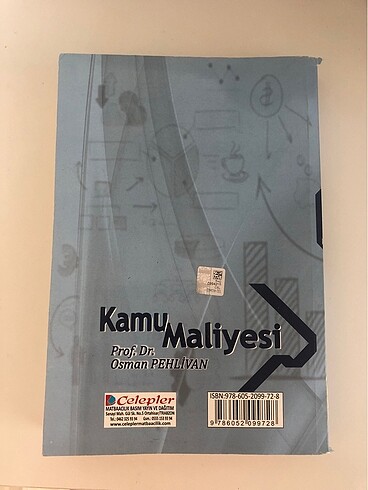 Kamu Maliyesi
Prof. Dr.
Osman PEHLİVAN
Celepler
MATBAACILIK BASIM YAYIN VE DAĞITIM
www.celeplermatbaacilik.com
ISBN:978-605-2099-72-8
9 786052 099728